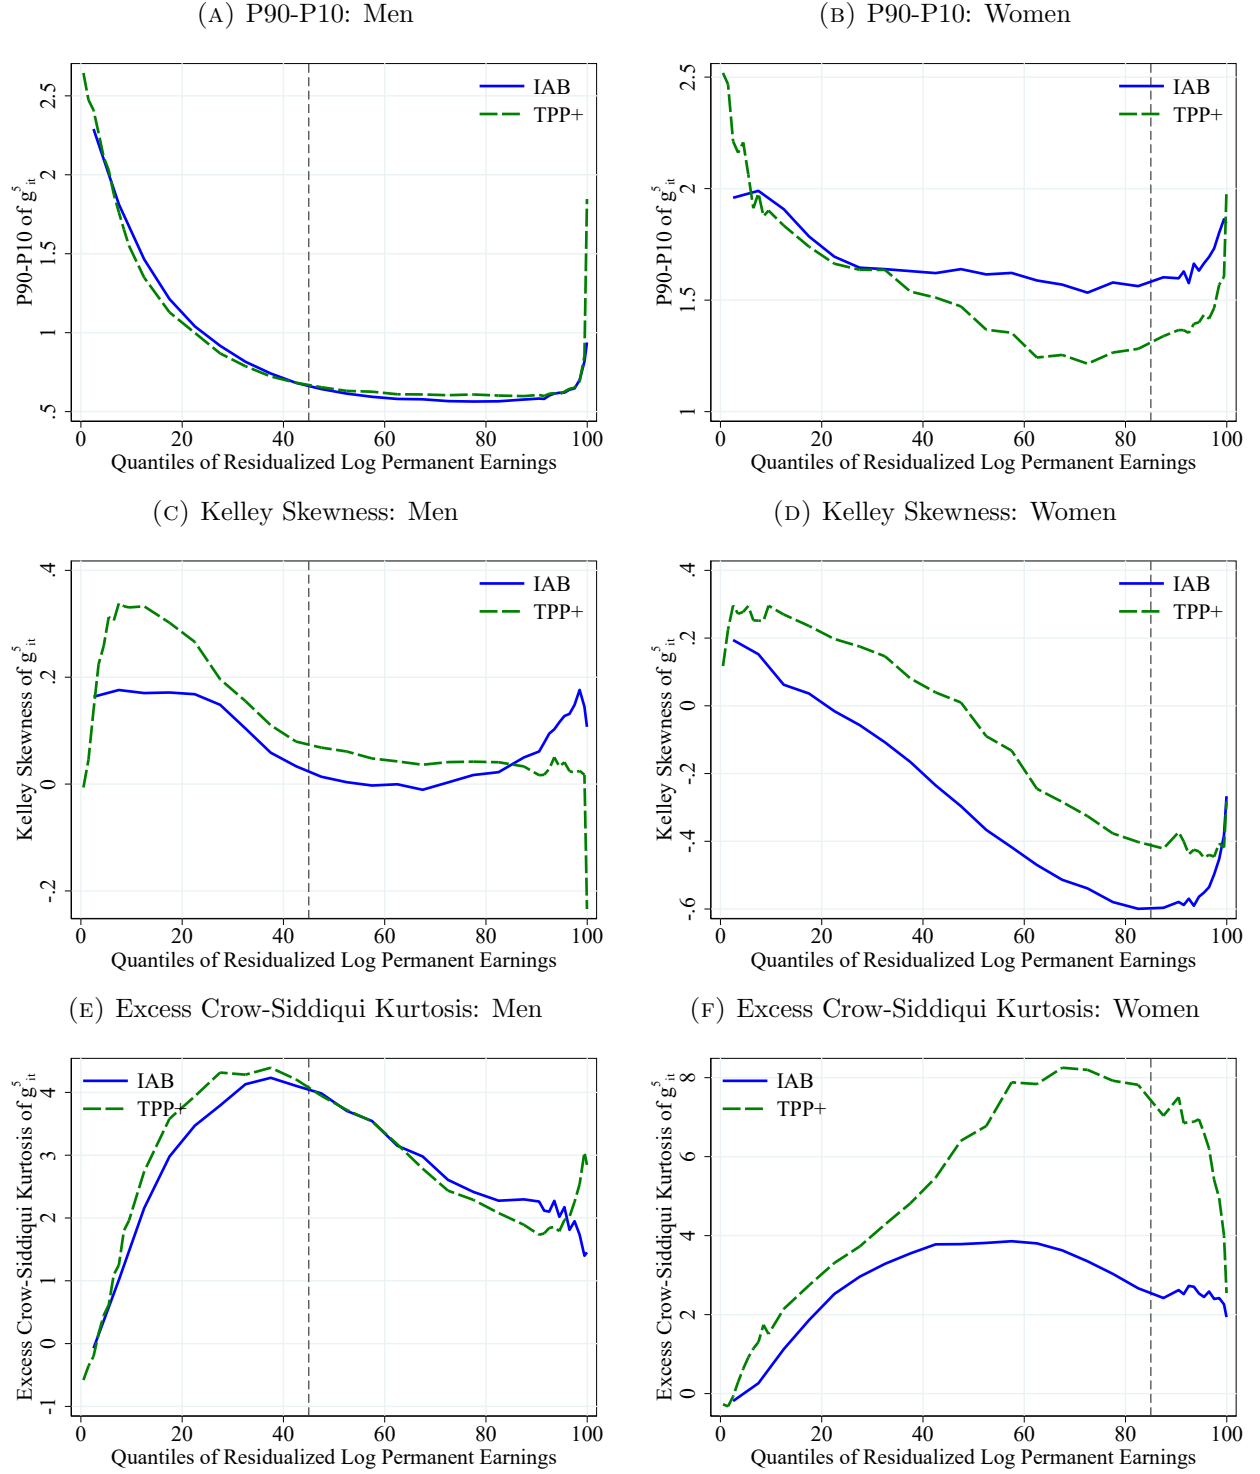 (A) P90-P10: Men
P90-P10 of g⁵ᵢₜ
.5
1
1.5
2
2.5
IAB
TPP+
0 20 40 60 80 100
Quantiles of Residualized Log Permanent Earnings
(B) P90-P10: Women
P90-P10 of g⁵ᵢₜ
1
1.5
2
2.5
IAB
TPP+
0 20 40 60 80 100
Quantiles of Residualized Log Permanent Earnings
(C) Kelley Skewness: Men
Kelley Skewness of g⁵ᵢₜ
-.2
0
.2
.4
IAB
TPP+
0 20 40 60 80 100
Quantiles of Residualized Log Permanent Earnings
(D) Kelley Skewness: Women
Kelley Skewness of g⁵ᵢₜ
-.6
-.4
-.2
0
.2
.4
IAB
TPP+
0 20 40 60 80 100
Quantiles of Residualized Log Permanent Earnings
(E) Excess Crow-Siddiqui Kurtosis: Men
Excess Crow-Siddiqui Kurtosis of g⁵ᵢₜ
-1
0
1
2
3
4
IAB
TPP+
0 20 40 60 80 100
Quantiles of Residualized Log Permanent Earnings
(F) Excess Crow-Siddiqui Kurtosis: Women
Excess Crow-Siddiqui Kurtosis of g⁵ᵢₜ
0
2
4
6
8
IAB
TPP+
0 20 40 60 80 100
Quantiles of Residualized Log Permanent Earnings